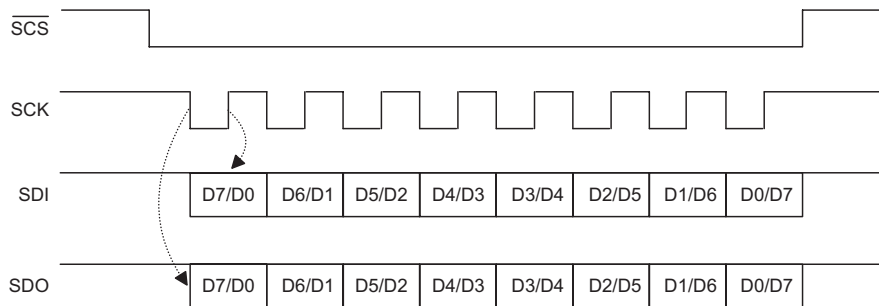 SCS
SCK
SDI D7/D0 D6/D1 D5/D2 D4/D3 D3/D4 D2/D5 D1/D6 D0/D7
SDO D7/D0 D6/D1 D5/D2 D4/D3 D3/D4 D2/D5 D1/D6 D0/D7